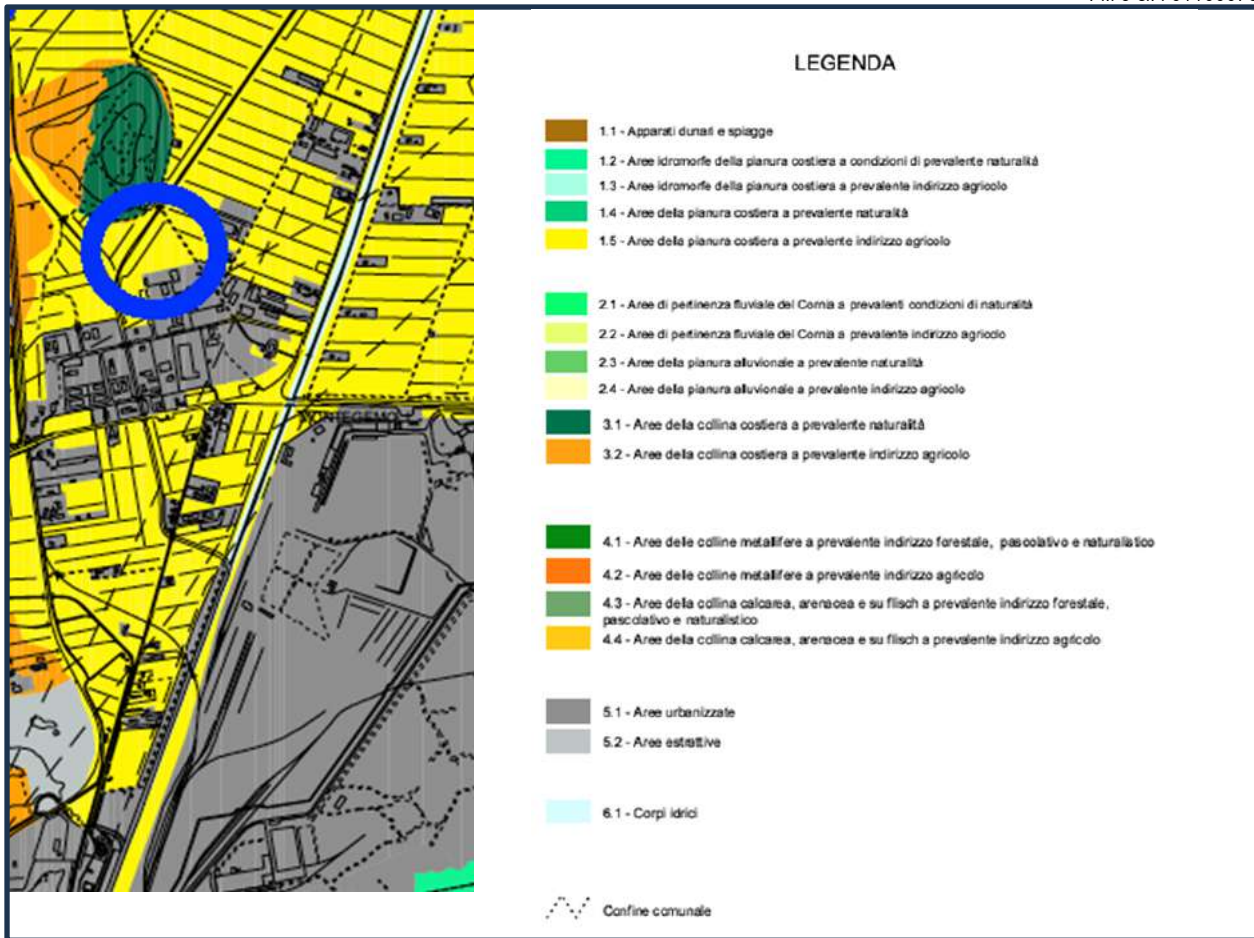 LEGENDA
1.1 - Apparati dunari e spiagge
1.2 - Aree idromorfe della pianura costiera a condizioni di prevalente naturalità
1.3 - Aree idromorfe della pianura costiera a prevalente indirizzo agricolo
1.4 - Aree della pianura costiera a prevalente naturalità
1.5 - Aree della pianura costiera a prevalente indirizzo agricolo
2.1 - Aree di pertinenza fluviale del Cornia a prevalenti condizioni di naturalità
2.2 - Aree di pertinenza fluviale del Cornia a prevalente indirizzo agricolo
2.3 - Aree della pianura alluvionale a prevalente naturalità
2.4 - Aree della pianura alluvionale a prevalente indirizzo agricolo
3.1 - Aree della collina costiera a prevalente naturalità
3.2 - Aree della collina costiera a prevalente indirizzo agricolo
4.1 - Aree delle colline metallifere a prevalente indirizzo forestale, pascolativo e naturalistico
4.2 - Aree delle colline metallifere a prevalente indirizzo agricolo
4.3 - Aree della collina calcarea, arenacea e su flisch a prevalente indirizzo forestale,
pascolativo e naturalistico
4.4 - Aree della collina calcarea, arenacea e su flisch a prevalente indirizzo agricolo
5.1 - Aree urbanizzate
5.2 - Aree estrattive
6.1 - Corpi idrici
Confine comunale